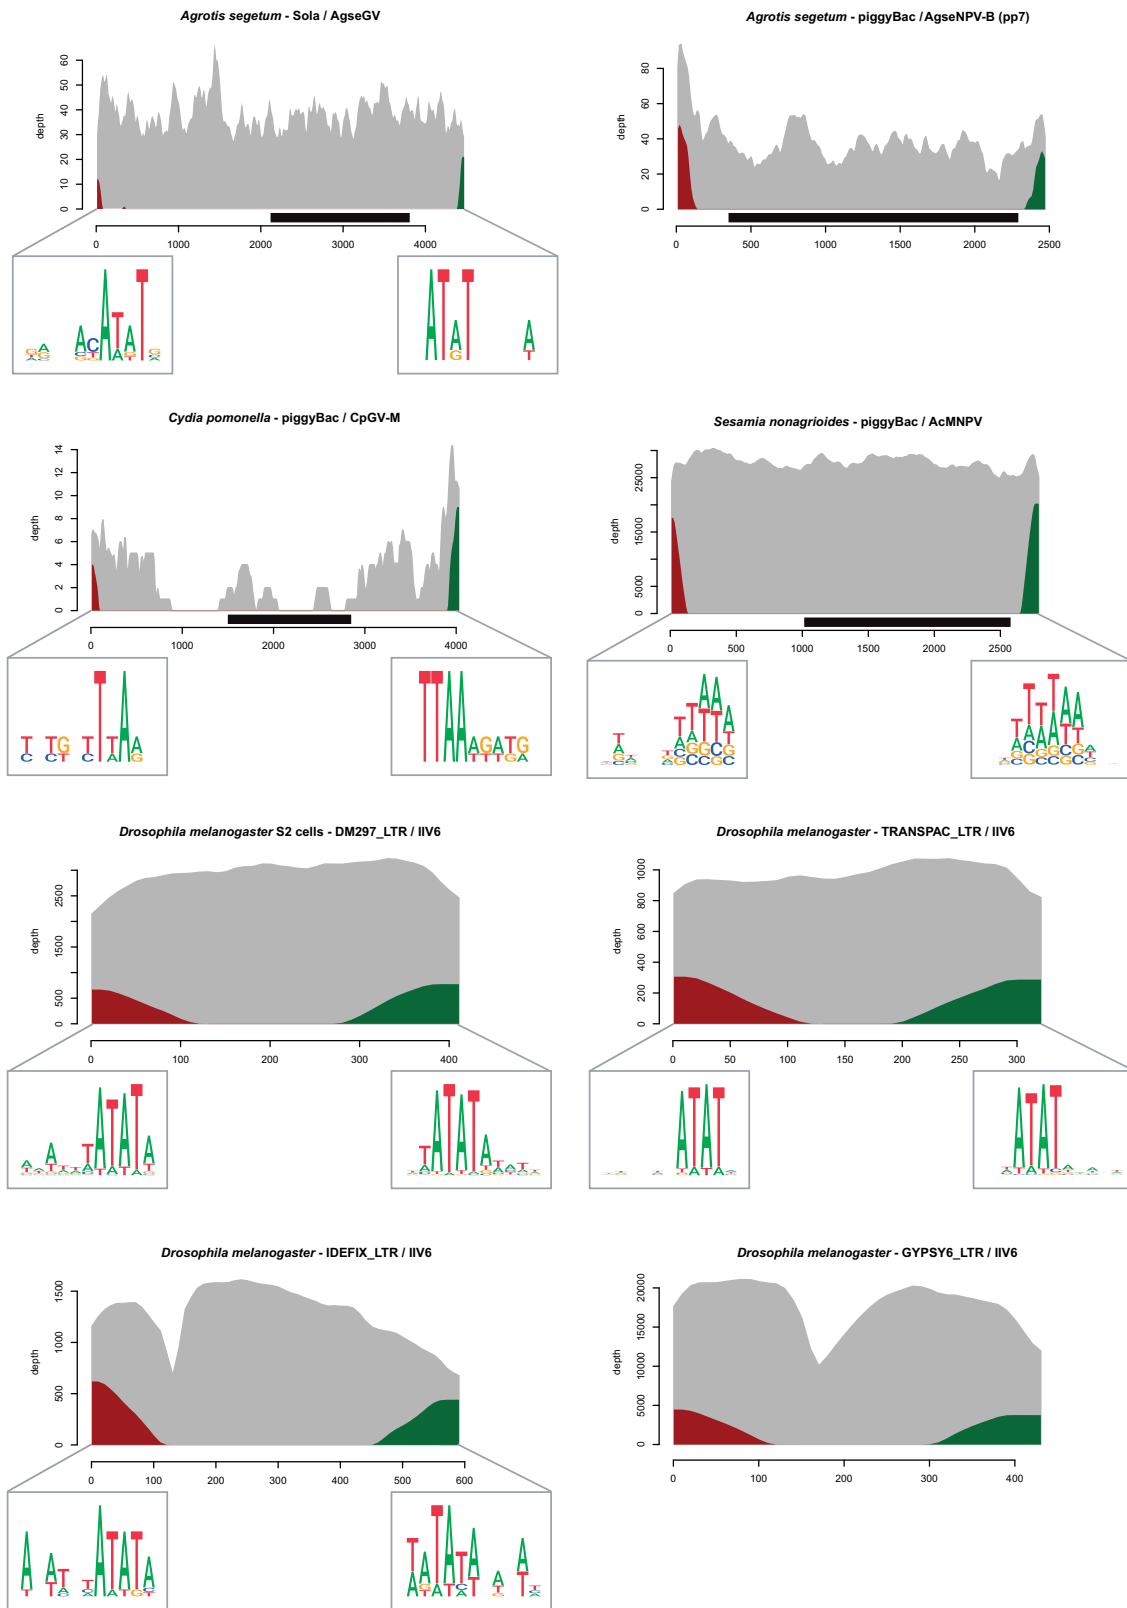 Agrotis segetum - Sola / AgseGV
depth
0 10 20 30 40 50 60
0 1000 2000 3000 4000
Agrotis segetum - piggyBac / AgseNPV-B (pp7)
depth
0 20 40 60 80
0 500 1000 1500 2000 2500
Cydia pomonella - piggyBac / CpGV-M
depth
0 2 4 6 8 10 12 14
0 1000 2000 3000 4000
Sesamia nonagrioides - piggyBac / AcMNPV
depth
0 5000 15000 25000
0 500 1000 1500 2000 2500
Drosophila melanogaster S2 cells - DM297_LTR / IIV6
depth
0 500 1500 2500
0 100 200 300 400
Drosophila melanogaster - TRANSPAC_LTR / IIV6
depth
0 200 400 600 800 1000
0 50 100 150 200 250 300
Drosophila melanogaster - IDEFIX_LTR / IIV6
depth
0 500 1000 1500
0 100 200 300 400 500 600
Drosophila melanogaster - GYPSY6_LTR / IIV6
depth
0 5000 10000 15000 20000
0 100 200 300 400